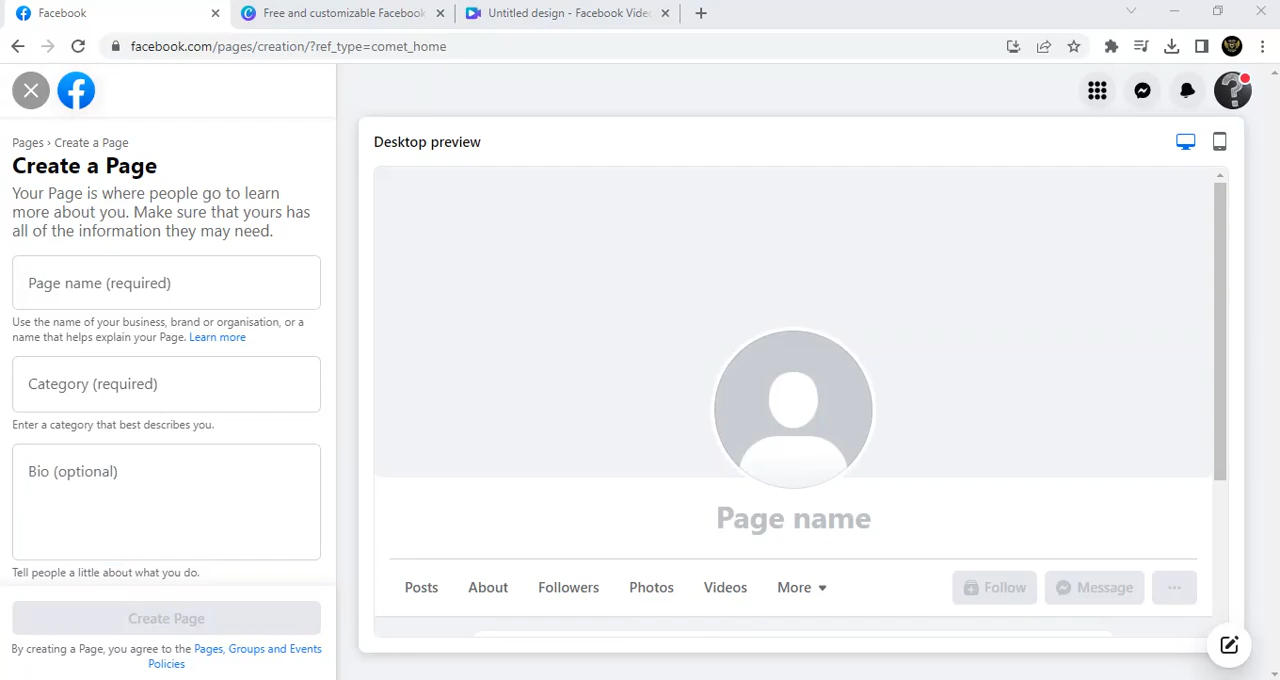 Facebook
Free and customizable Facebook
Untitled design - Facebook Video
facebook.com/pages/creation/?ref_type=comet_home
Pages › Create a Page
Create a Page
Your Page is where people go to learn
more about you. Make sure that yours has
all of the information they may need.
Page name (required)
Use the name of your business, brand or organisation, or a
name that helps explain your Page. Learn more
Category (required)
Enter a category that best describes you.
Bio (optional)
Tell people a little about what you do.
Create Page
By creating a Page, you agree to the Pages, Groups and Events
Policies
Desktop preview
Page name
Posts About Followers Photos Videos More Follow Message